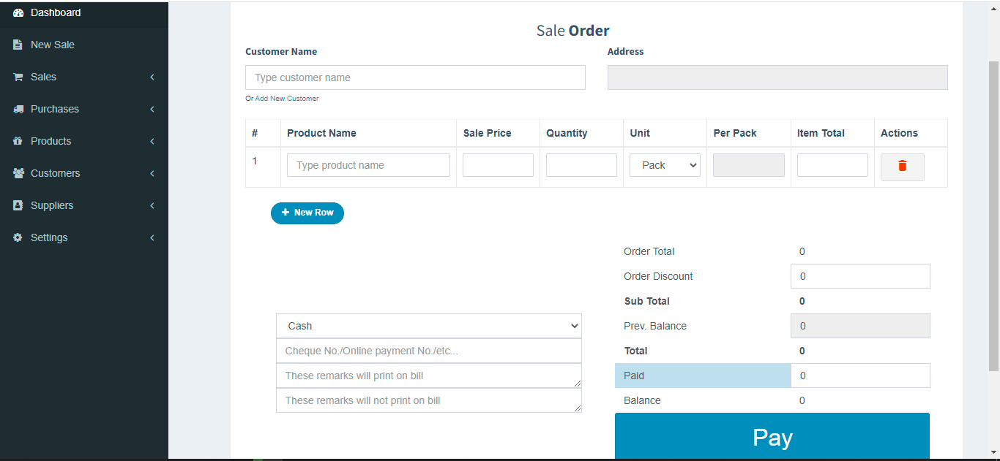 Dashboard
New Sale
Sales
Purchases
Products
Customers
Suppliers
Settings
Sale Order
Customer Name Address
Type customer name
Or Add New Customer
# Product Name Sale Price Quantity Unit Per Pack Item Total Actions
1 Type product name Pack
New Row
Order Total 0
Order Discount 0
Sub Total 0
Cash Prev. Balance 0
Cheque No./Online payment No./etc... Total 0
These remarks will print on bill Paid 0
These remarks will not print on bill Balance 0
Pay